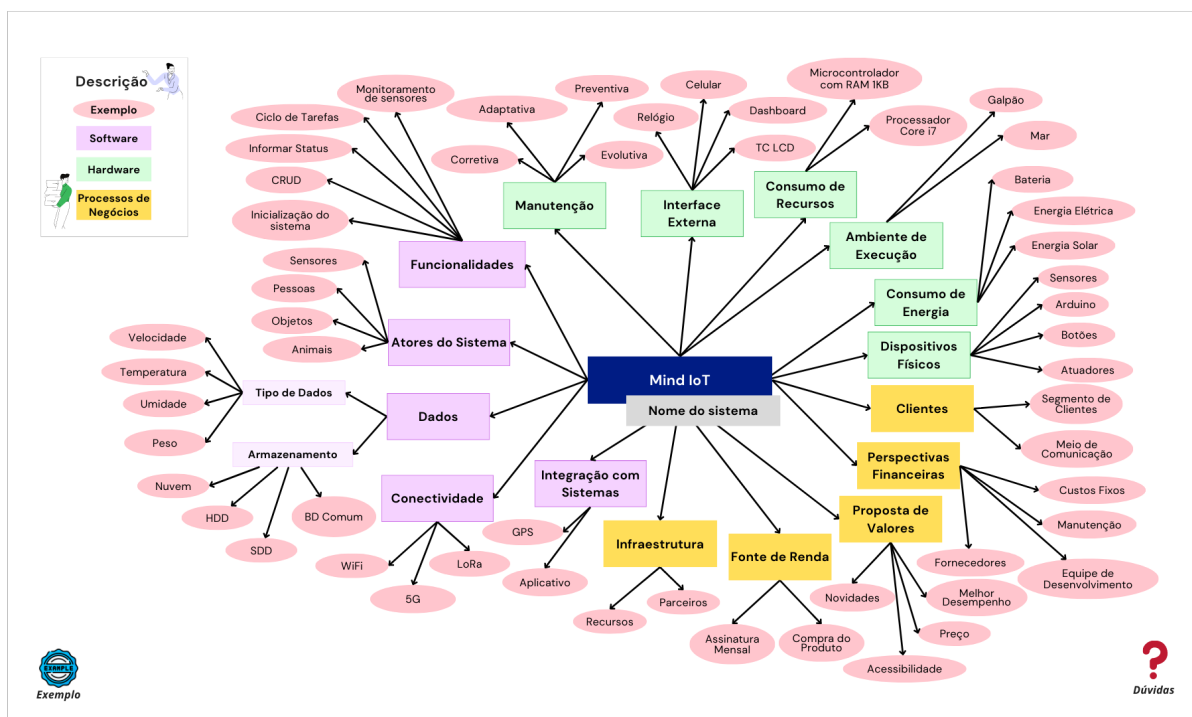 Descrição
Exemplo
Software
Hardware
Processos de
Negócios
Monitoramento
de sensores
Ciclo de Tarefas
Informar Status
CRUD
Inicialização do
sistema
Funcionalidades
Adaptativa
Preventiva
Corretiva
Evolutiva
Manutenção
Celular
Relógio
Dashboard
TC LCD
Interface
Externa
Microcontrolador
com RAM 1KB
Processador
Core i7
Consumo de
Recursos
Galpão
Mar
Ambiente de
Execução
Bateria
Energia Elétrica
Energia Solar
Consumo de
Energia
Sensores
Arduino
Botões
Atuadores
Dispositivos
Físicos
Sensores
Pessoas
Objetos
Animais
Atores do Sistema
Mind IoT
Nome do sistema
Velocidade
Temperatura
Umidade
Peso
Tipo de Dados
Dados
Armazenamento
Nuvem
HDD
SDD
BD Comum
Conectividade
WiFi
5G
LoRa
Integração com
Sistemas
GPS
Aplicativo
Infraestrutura
Recursos
Parceiros
Fonte de Renda
Assinatura
Mensal
Compra do
Produto
Proposta de
Valores
Novidades
Melhor
Desempenho
Preço
Acessibilidade
Perspectivas
Financeiras
Custos Fixos
Manutenção
Equipe de
Desenvolvimento
Fornecedores
Clientes
Segmento de
Clientes
Meio de
Comunicação
EXAMPLE
Exemplo
Dúvidas